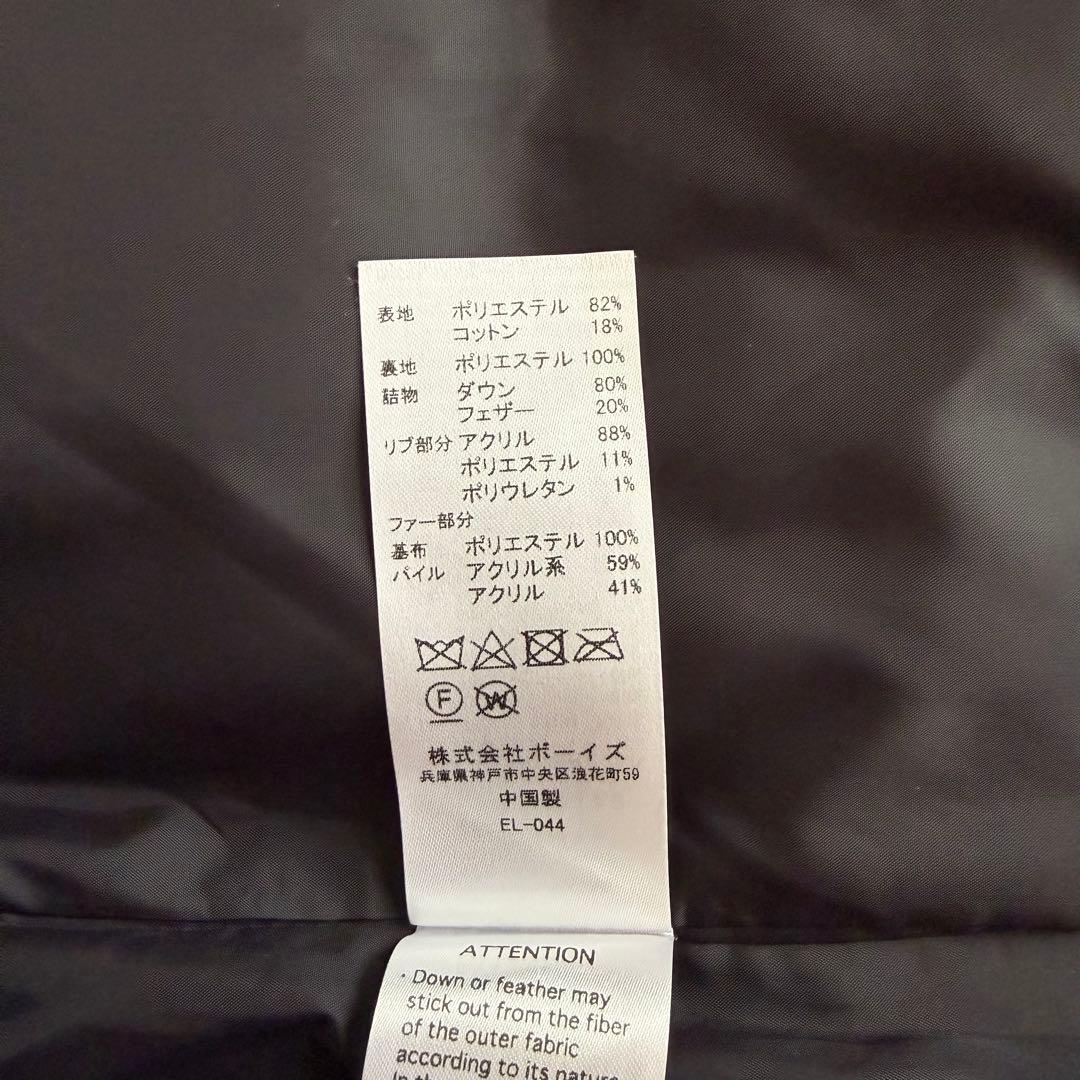 表地 ポリエステル 82%
コットン 18%
裏地 ポリエステル 100%
詰物 ダウン 80%
フェザー 20%
リブ部分 アクリル 88%
ポリエステル 11%
ポリウレタン 1%
ファー部分
基布 ポリエステル 100%
パイル アクリル系 59%
アクリル 41%
F W
株式会社ボーイズ
兵庫県神戸市中央区浪花町59
中国製
EL-044
ATTENTION
・Down or feather may
stick out from the fiber
of the outer fabric
according to its nature